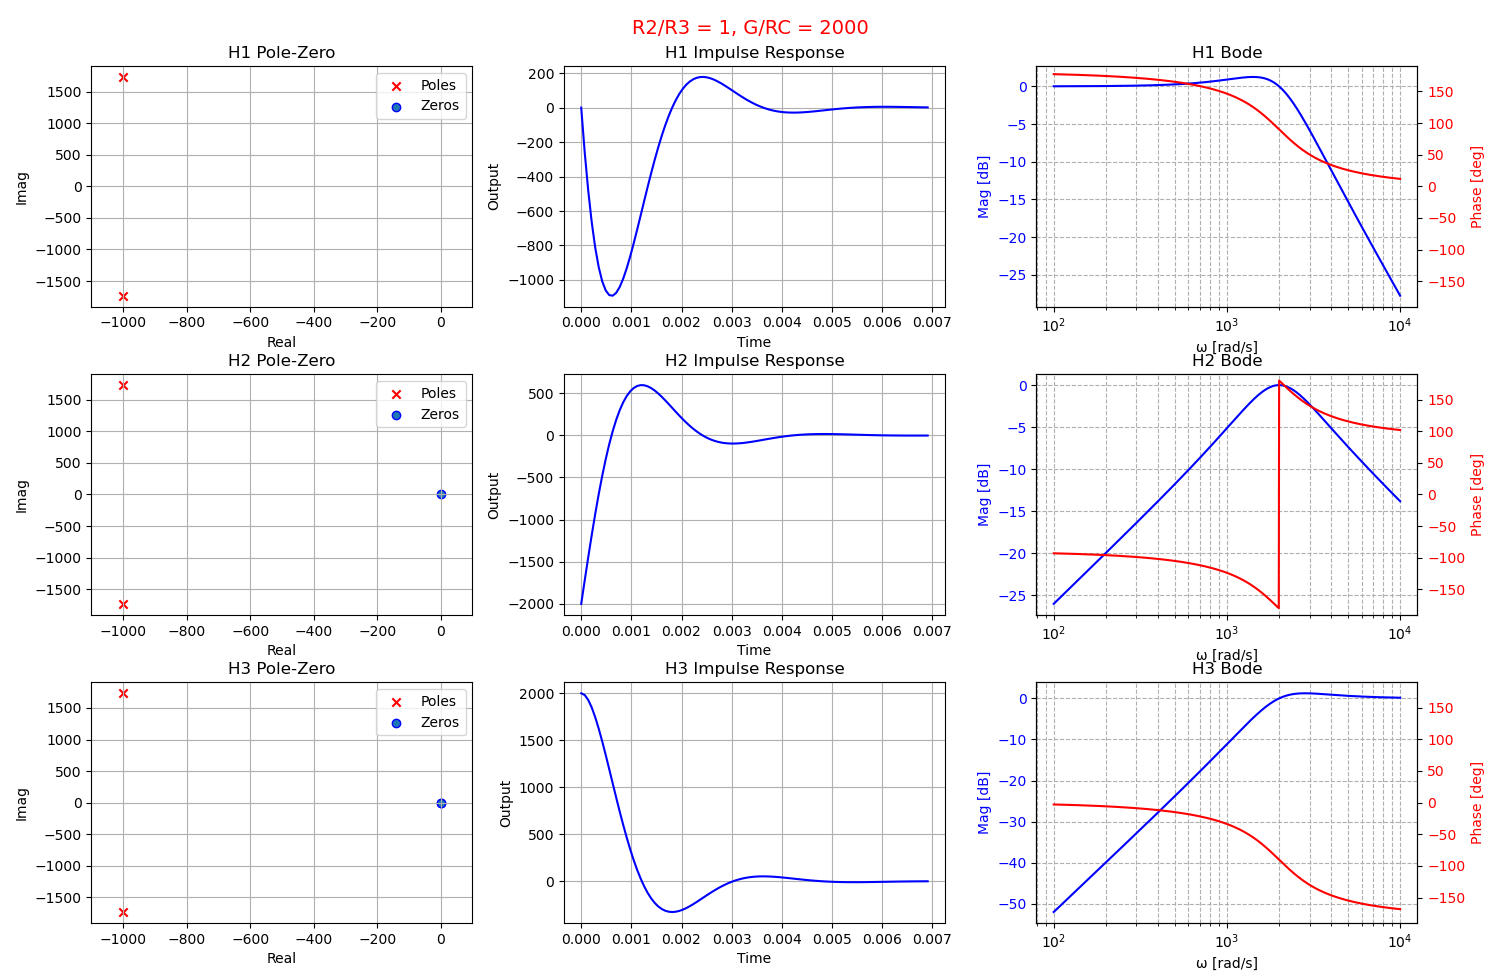 R2/R3 = 1, G/RC = 2000
H1 Pole-Zero
1500
1000
500
0
−500
−1000
−1500
Imag
Poles
Zeros
−1000 −800 −600 −400 −200 0
Real
H1 Impulse Response
200
0
−200
−400
−600
−800
−1000
Output
0.000 0.001 0.002 0.003 0.004 0.005 0.006 0.007
Time
H1 Bode
0
−5
−10
−15
−20
−25
Mag [dB]
150
100
50
0
−50
−100
−150
Phase [deg]
10² 10³ 10⁴
ω [rad/s]
H2 Pole-Zero
1500
1000
500
0
−500
−1000
−1500
Imag
Poles
Zeros
−1000 −800 −600 −400 −200 0
Real
H2 Impulse Response
500
0
−500
−1000
−1500
−2000
Output
0.000 0.001 0.002 0.003 0.004 0.005 0.006 0.007
Time
H2 Bode
0
−5
−10
−15
−20
−25
Mag [dB]
150
100
50
0
−50
−100
−150
Phase [deg]
10² 10³ 10⁴
ω [rad/s]
H3 Pole-Zero
1500
1000
500
0
−500
−1000
−1500
Imag
Poles
Zeros
−1000 −800 −600 −400 −200 0
Real
H3 Impulse Response
2000
1500
1000
500
0
Output
0.000 0.001 0.002 0.003 0.004 0.005 0.006 0.007
Time
H3 Bode
0
−10
−20
−30
−40
−50
Mag [dB]
150
100
50
0
−50
−100
−150
Phase [deg]
10² 10³ 10⁴
ω [rad/s]